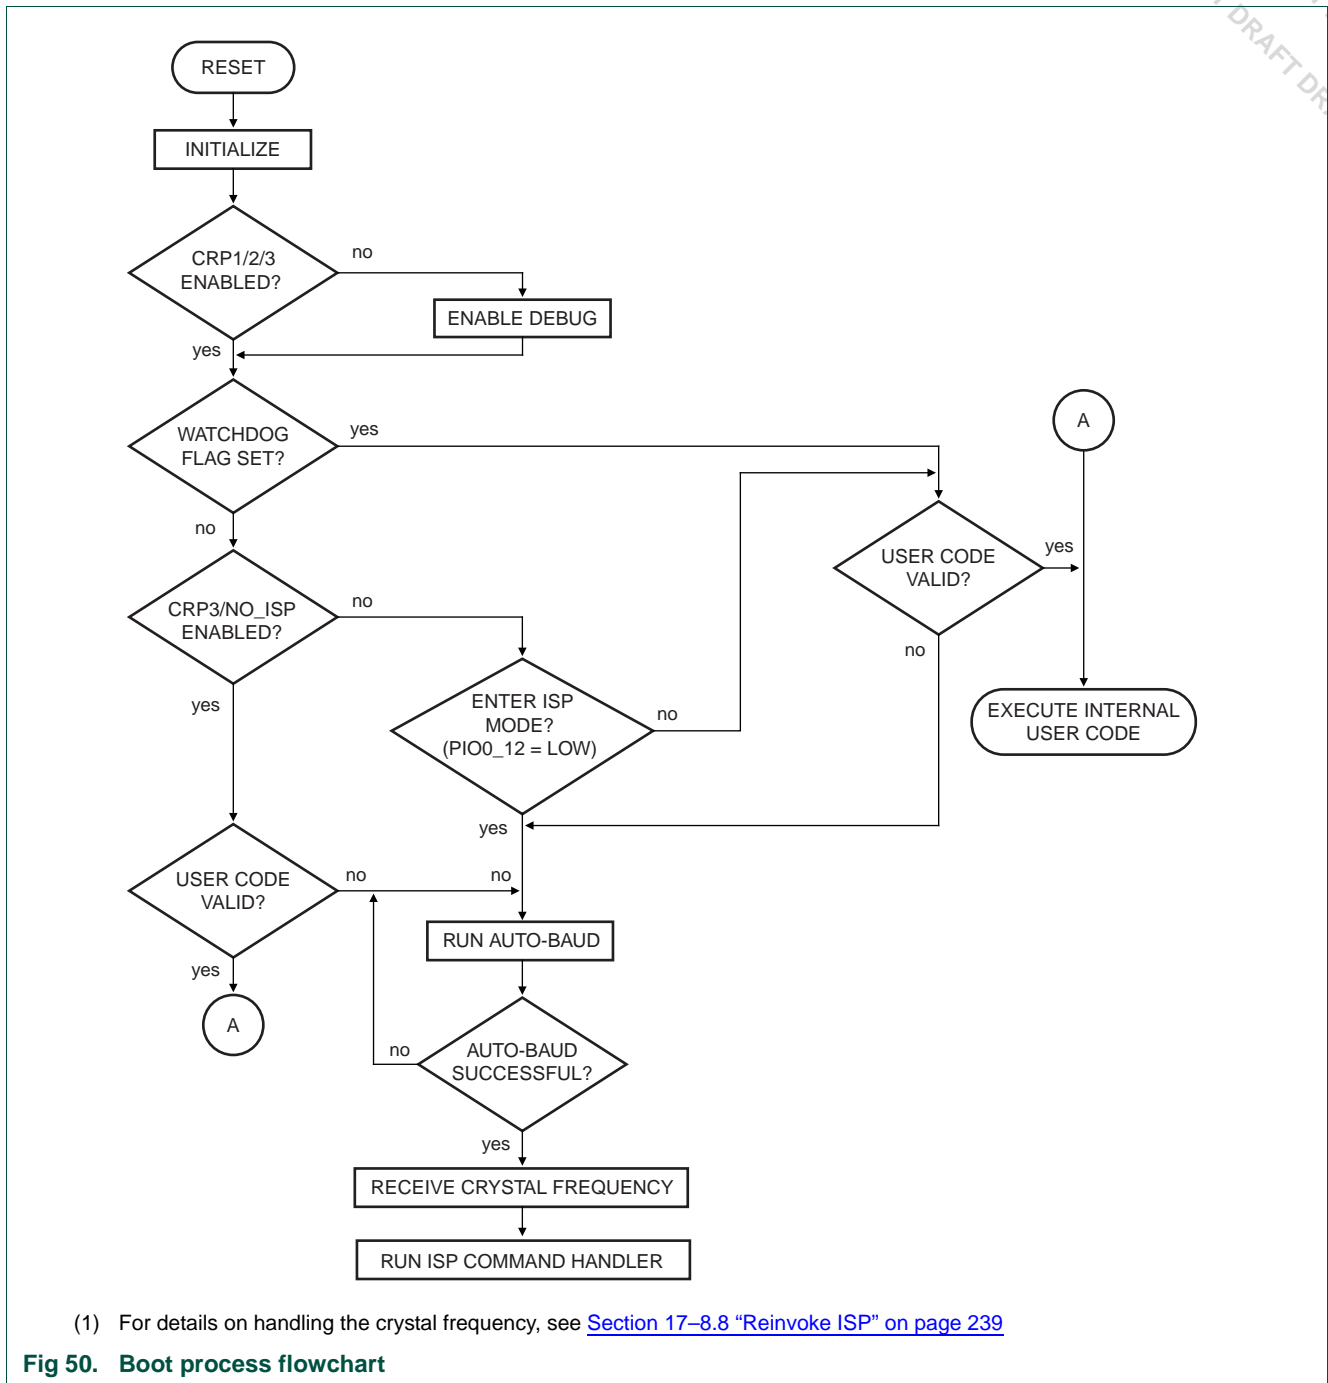 DRAFT DR
RESET
INITIALIZE
CRP1/2/3
ENABLED?
no
ENABLE DEBUG
yes
WATCHDOG
FLAG SET?
yes
A
no
USER CODE
VALID?
yes
CRP3/NO_ISP
ENABLED?
no
no
yes
ENTER ISP
MODE?
(PIO0_12 = LOW)
no
EXECUTE INTERNAL
USER CODE
yes
USER CODE
VALID?
no
no
RUN AUTO-BAUD
yes
A
no
AUTO-BAUD
SUCCESSFUL?
yes
RECEIVE CRYSTAL FREQUENCY
RUN ISP COMMAND HANDLER
(1) For details on handling the crystal frequency, see Section 17–8.8 “Reinvoke ISP” on page 239
Fig 50. Boot process flowchart